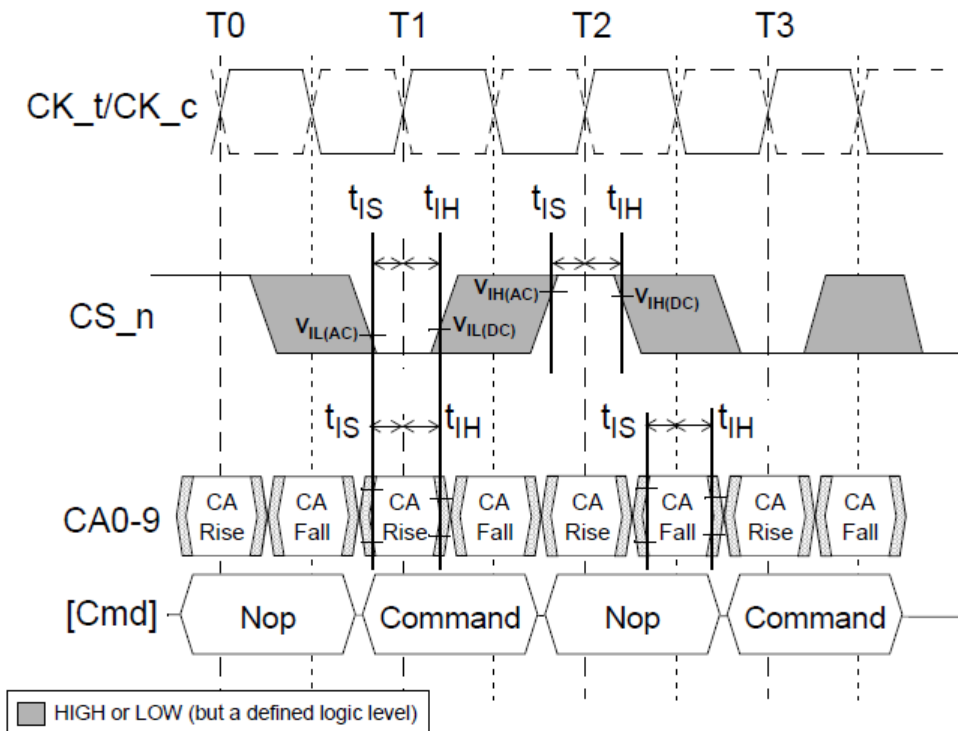 T0 T1 T2 T3
CK_t/CK_c
tIS tIH tIS tIH
CS_n
VIL(AC) VIL(DC) VIH(AC) VIH(DC)
tIS tIH tIS tIH
CA0-9
CA Rise CA Fall CA Rise CA Fall CA Rise CA Fall CA Rise CA Fall
[Cmd] Nop Command Nop Command
HIGH or LOW (but a defined logic level)